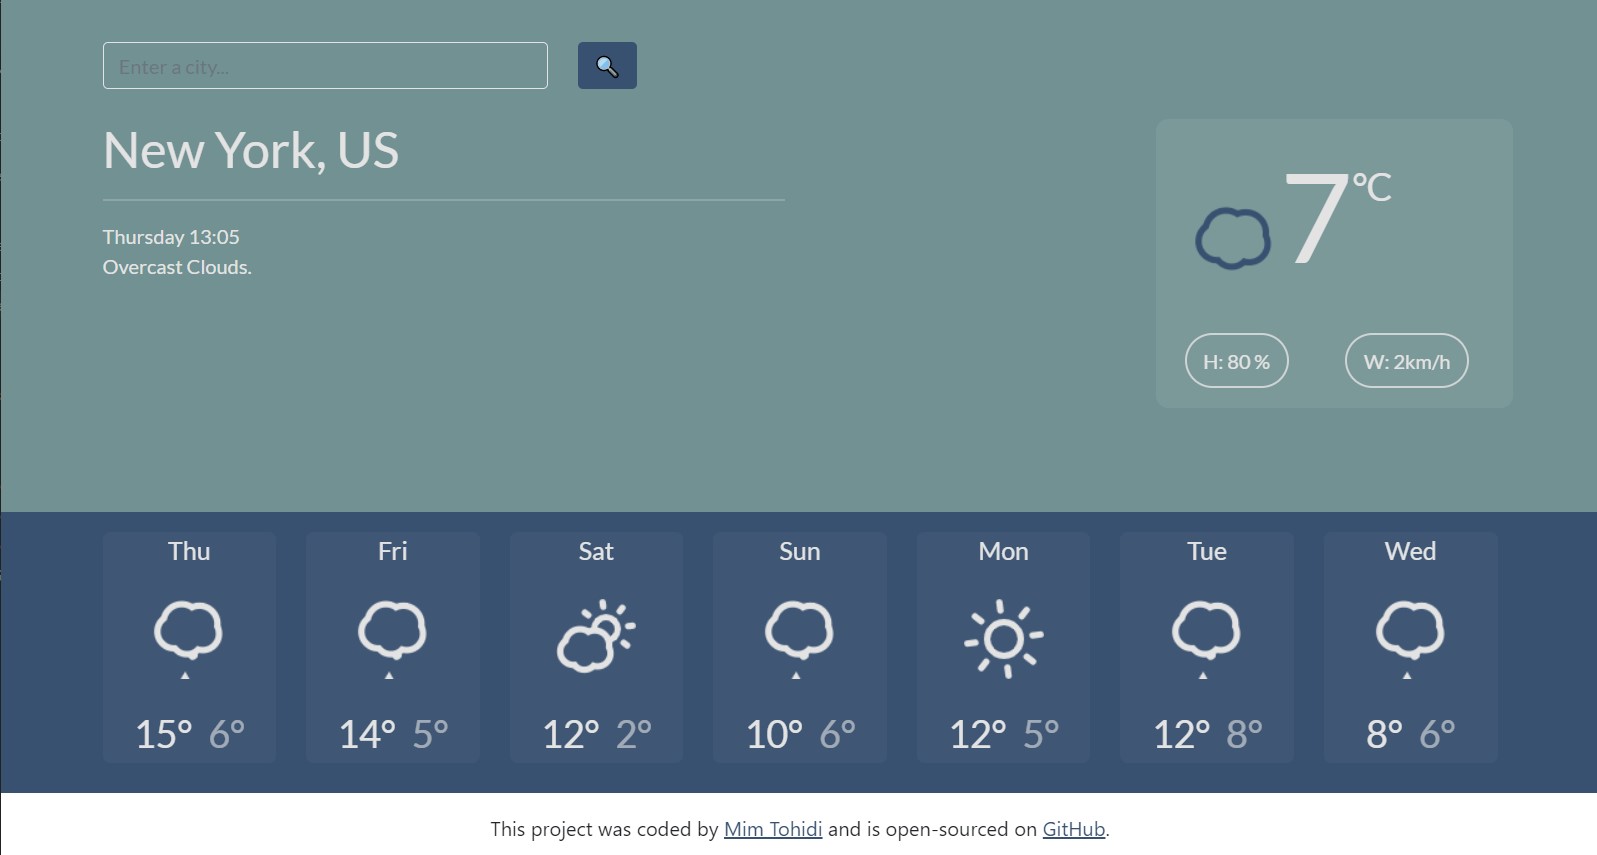 Enter a city...
New York, US
Thursday 13:05
Overcast Clouds.
7°C
H: 80 %
W: 2km/h
Thu
Fri
Sat
Sun
Mon
Tue
Wed
15° 6°
14° 5°
12° 2°
10° 6°
12° 5°
12° 8°
8° 6°
This project was coded by Mim Tohidi and is open-sourced on GitHub.